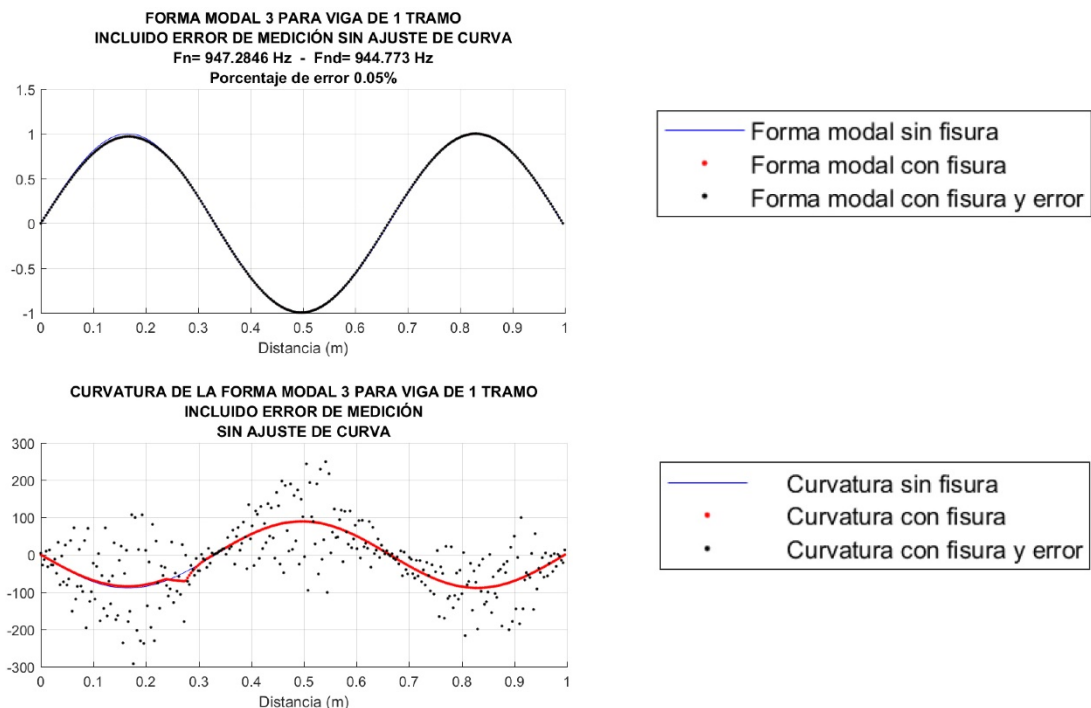 FORMA MODAL 3 PARA VIGA DE 1 TRAMO
INCLUIDO ERROR DE MEDICIÓN SIN AJUSTE DE CURVA
Fn= 947.2846 Hz - Fnd= 944.773 Hz
Porcentaje de error 0.05%
1.5
1
0.5
0
-0.5
-1
0 0.1 0.2 0.3 0.4 0.5 0.6 0.7 0.8 0.9 1
Distancia (m)
Forma modal sin fisura
Forma modal con fisura
Forma modal con fisura y error
CURVATURA DE LA FORMA MODAL 3 PARA VIGA DE 1 TRAMO
INCLUIDO ERROR DE MEDICIÓN
SIN AJUSTE DE CURVA
300
200
100
0
-100
-200
-300
0 0.1 0.2 0.3 0.4 0.5 0.6 0.7 0.8 0.9 1
Distancia (m)
Curvatura sin fisura
Curvatura con fisura
Curvatura con fisura y error